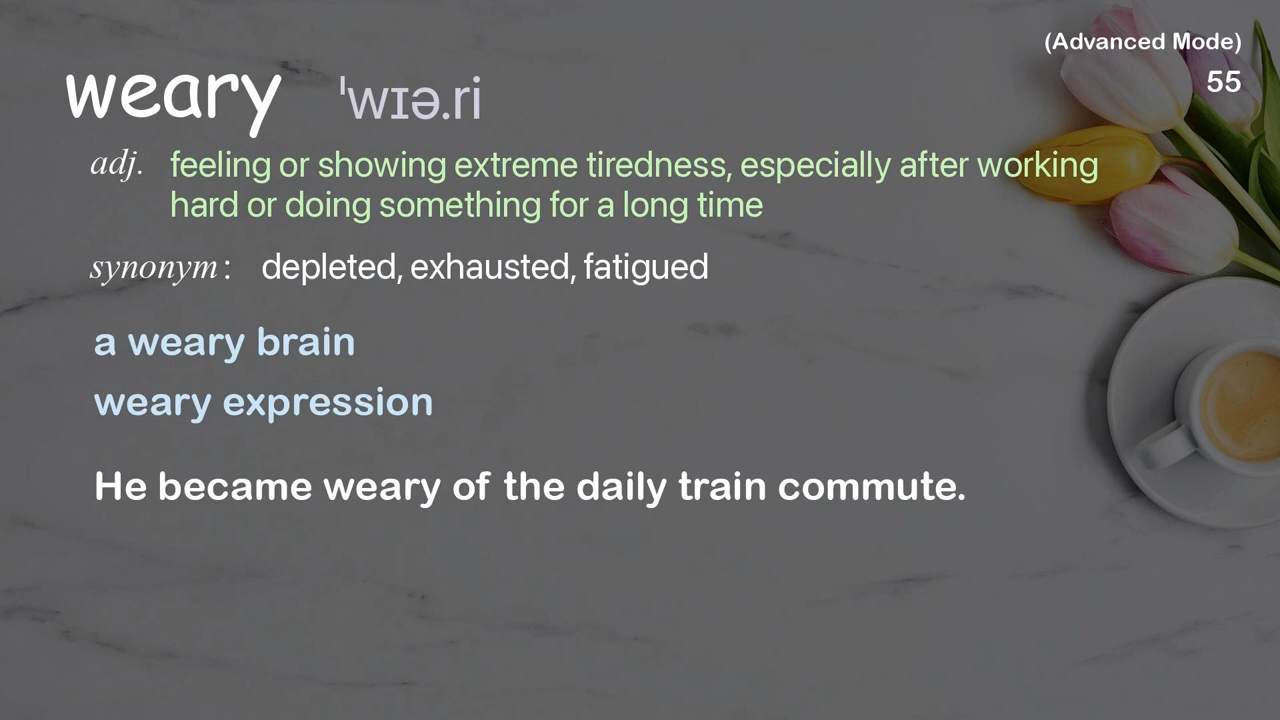 (Advanced Mode)
55
weary ˈwɪə.ri
adj. feeling or showing extreme tiredness, especially after working
hard or doing something for a long time
synonym: depleted, exhausted, fatigued
a weary brain
weary expression
He became weary of the daily train commute.